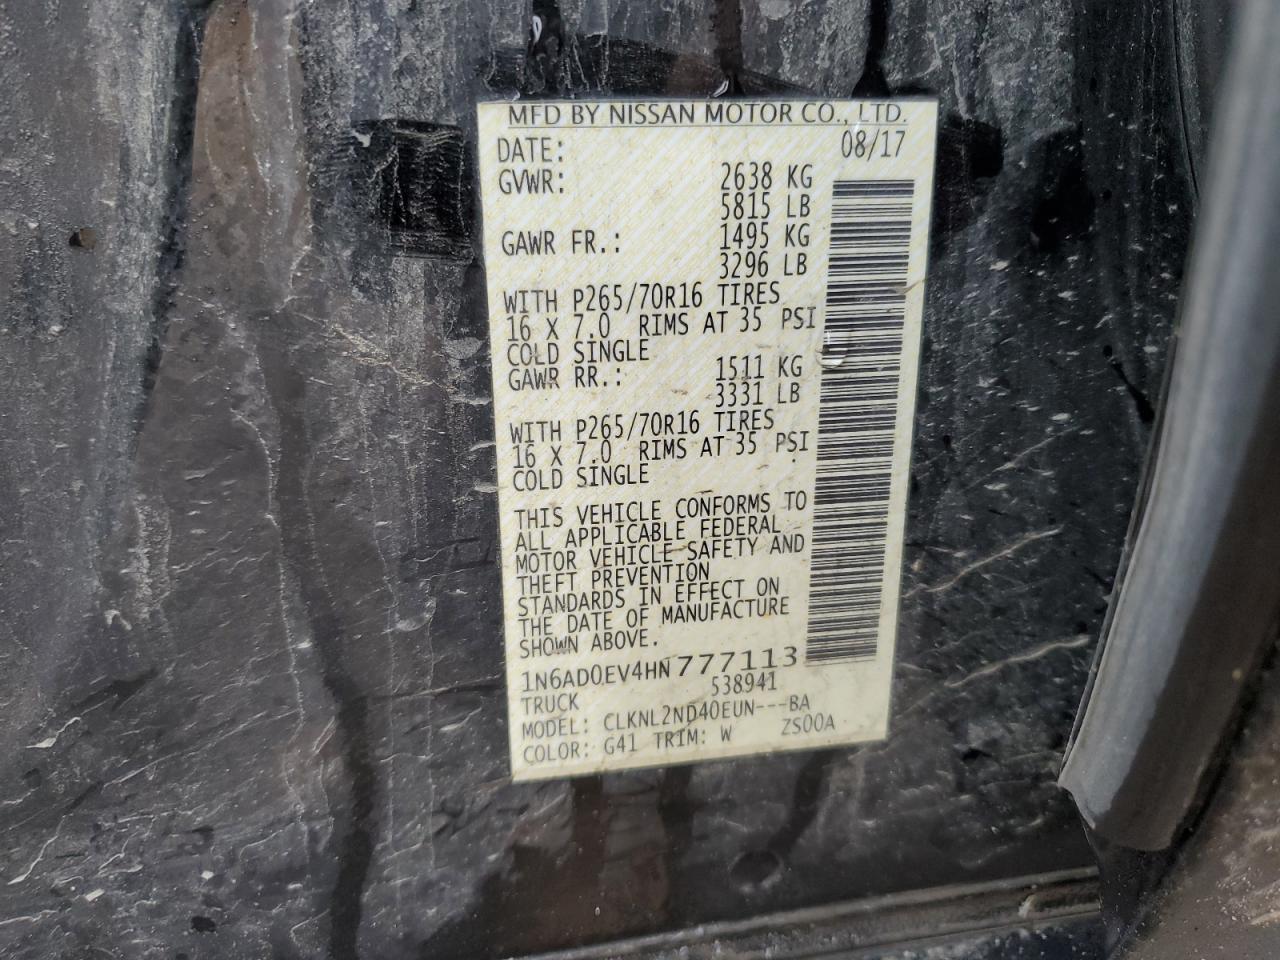 MFD BY NISSAN MOTOR CO., LTD.
DATE: 08/17
GVWR: 2638 KG
5815 LB
GAWR FR.: 1495 KG
3296 LB
WITH P265/70R16 TIRES
16 X 7.0 RIMS AT 35 PSI
COLD SINGLE
GAWR RR.: 1511 KG
3331 LB
WITH P265/70R16 TIRES
16 X 7.0 RIMS AT 35 PSI
COLD SINGLE
THIS VEHICLE CONFORMS TO
ALL APPLICABLE FEDERAL
MOTOR VEHICLE SAFETY AND
THEFT PREVENTION
STANDARDS IN EFFECT ON
THE DATE OF MANUFACTURE
SHOWN ABOVE.
1N6AD0EV4HN777113
TRUCK 538941
MODEL: CLKNL2ND40EUN---BA
COLOR: G41 TRIM: W ZS00A